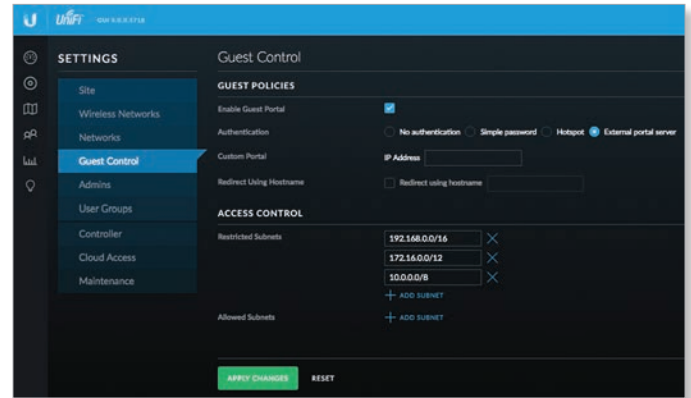 UniFi
SETTINGS
Site
Wireless Networks
Networks
Guest Control
Admins
User Groups
Controller
Cloud Access
Maintenance
Guest Control
GUEST POLICIES
Enable Guest Portal
Authentication No authentication Simple password Hotspot External portal server
Custom Portal IP Address
Redirect Using Hostname Redirect using hostname
ACCESS CONTROL
Restricted Subnets 192.168.0.0/16
172.16.0.0/12
10.0.0.0/8
ADD SUBNET
Allowed Subnets ADD SUBNET
APPLY CHANGES RESET